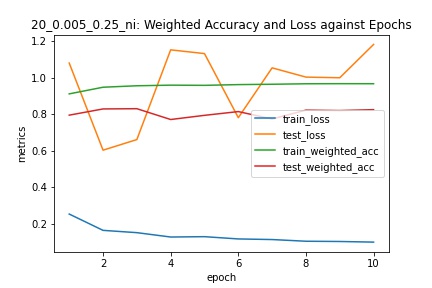 20_0.005_0.25_ni: Weighted Accuracy and Loss against Epochs
1.2
1.0
0.8
0.6
0.4
0.2
metrics
train_loss
test_loss
train_weighted_acc
test_weighted_acc
2
4
6
8
10
epoch